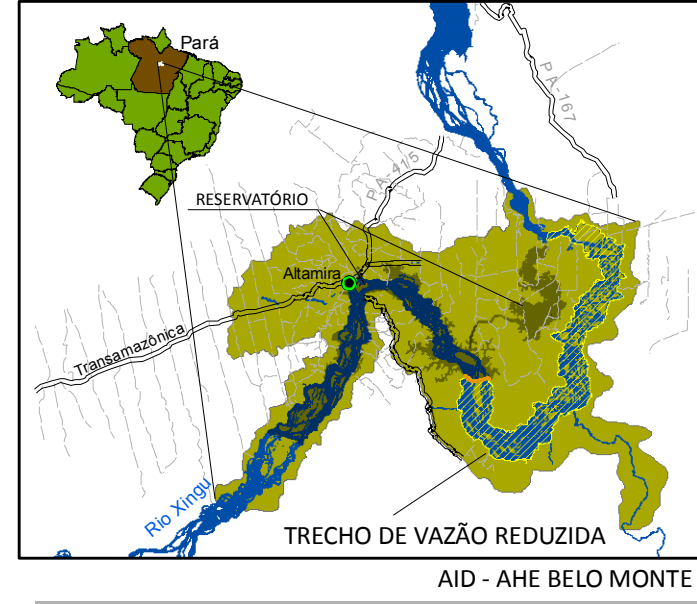 Pará
PA-167
PA-415
RESERVATÓRIO
Altamira
Transamazônica
Rio Xingu
TRECHO DE VAZÃO REDUZIDA
AID - AHE BELO MONTE